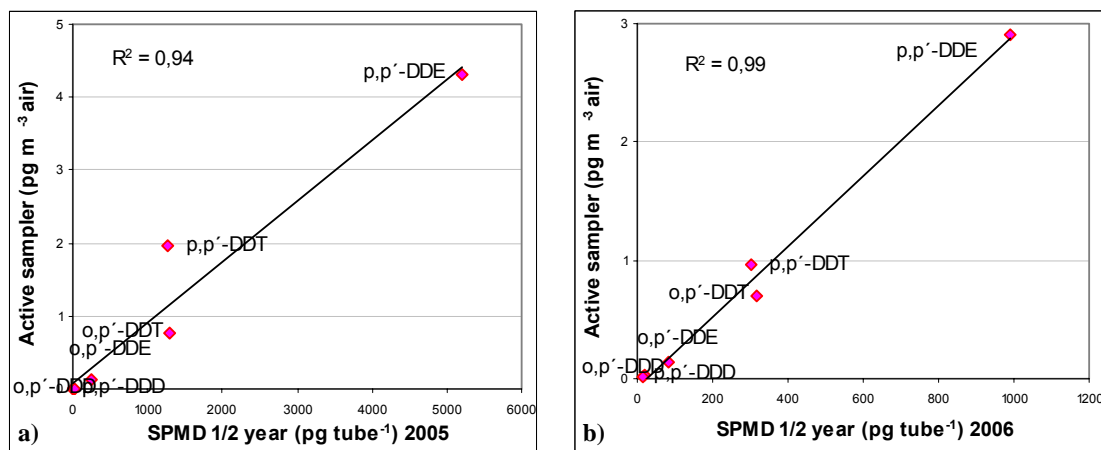 5
4
3
2
1
0
Active sampler (pg m ⁻³ air)
R² = 0,94
p,p´-DDE
p,p´-DDT
o,p´-DDT
o,p´-DDE
o,p´-DDD
p,p´-DDD
0 1000 2000 3000 4000 5000 6000
a)
SPMD 1/2 year (pg tube⁻¹) 2005
3
2
1
0
Active sampler (pg m ⁻³ air)
R² = 0,99
p,p´-DDE
p,p´-DDT
o,p´-DDT
o,p´-DDE
o,p´-DDD
p,p´-DDD
0 200 400 600 800 1000 1200
b)
SPMD 1/2 year (pg tube⁻¹) 2006